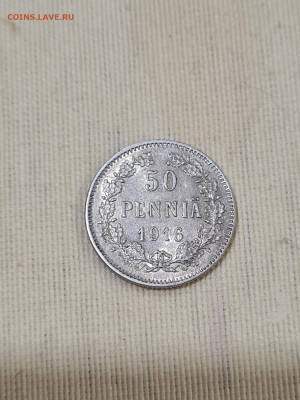 COINS.LAVE.RU
50
PENNIÄ
1916